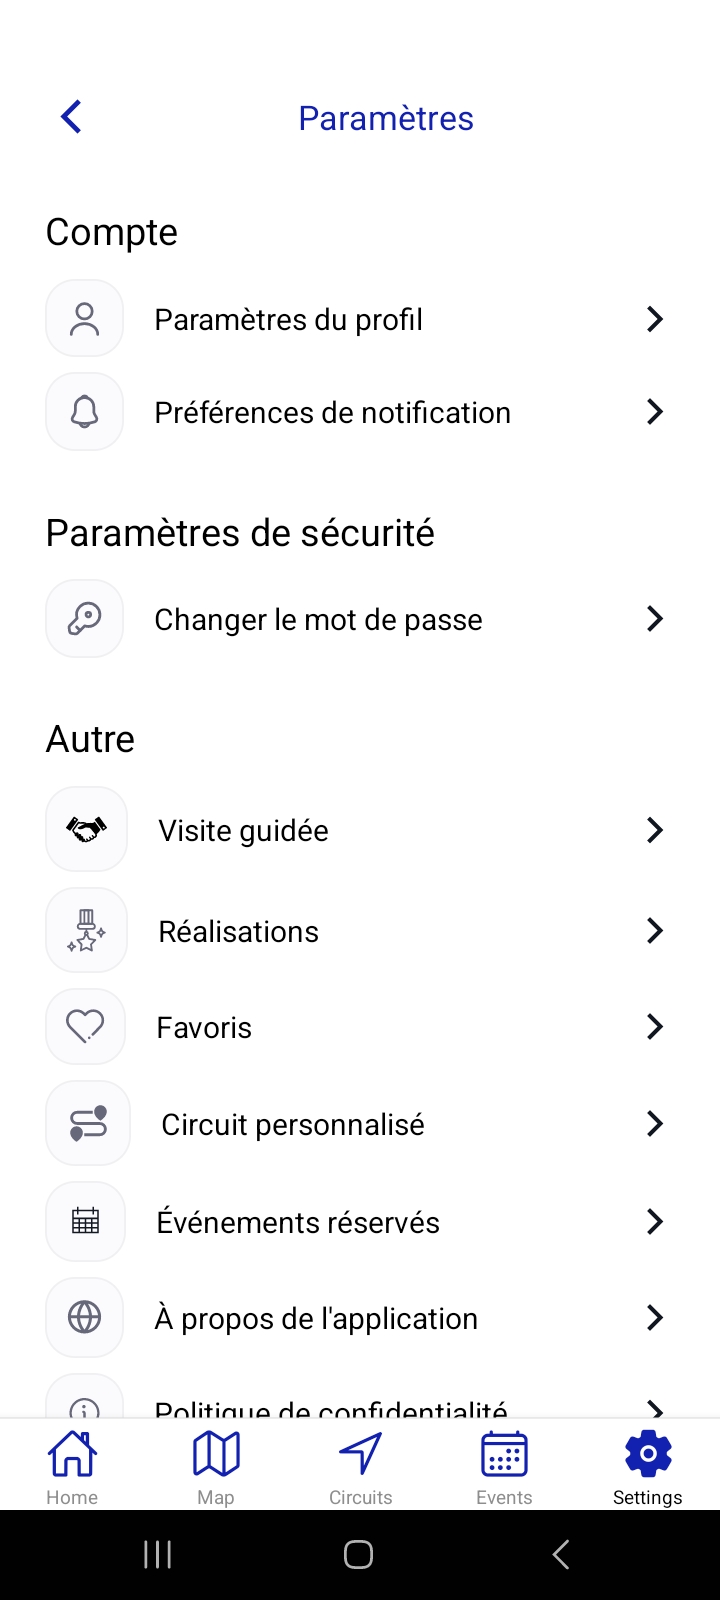 Paramètres
Compte
Paramètres du profil
Préférences de notification
Paramètres de sécurité
Changer le mot de passe
Autre
Visite guidée
Réalisations
Favoris
Circuit personnalisé
Événements réservés
À propos de l'application
Politique de confidentialité
Home Map Circuits Events Settings